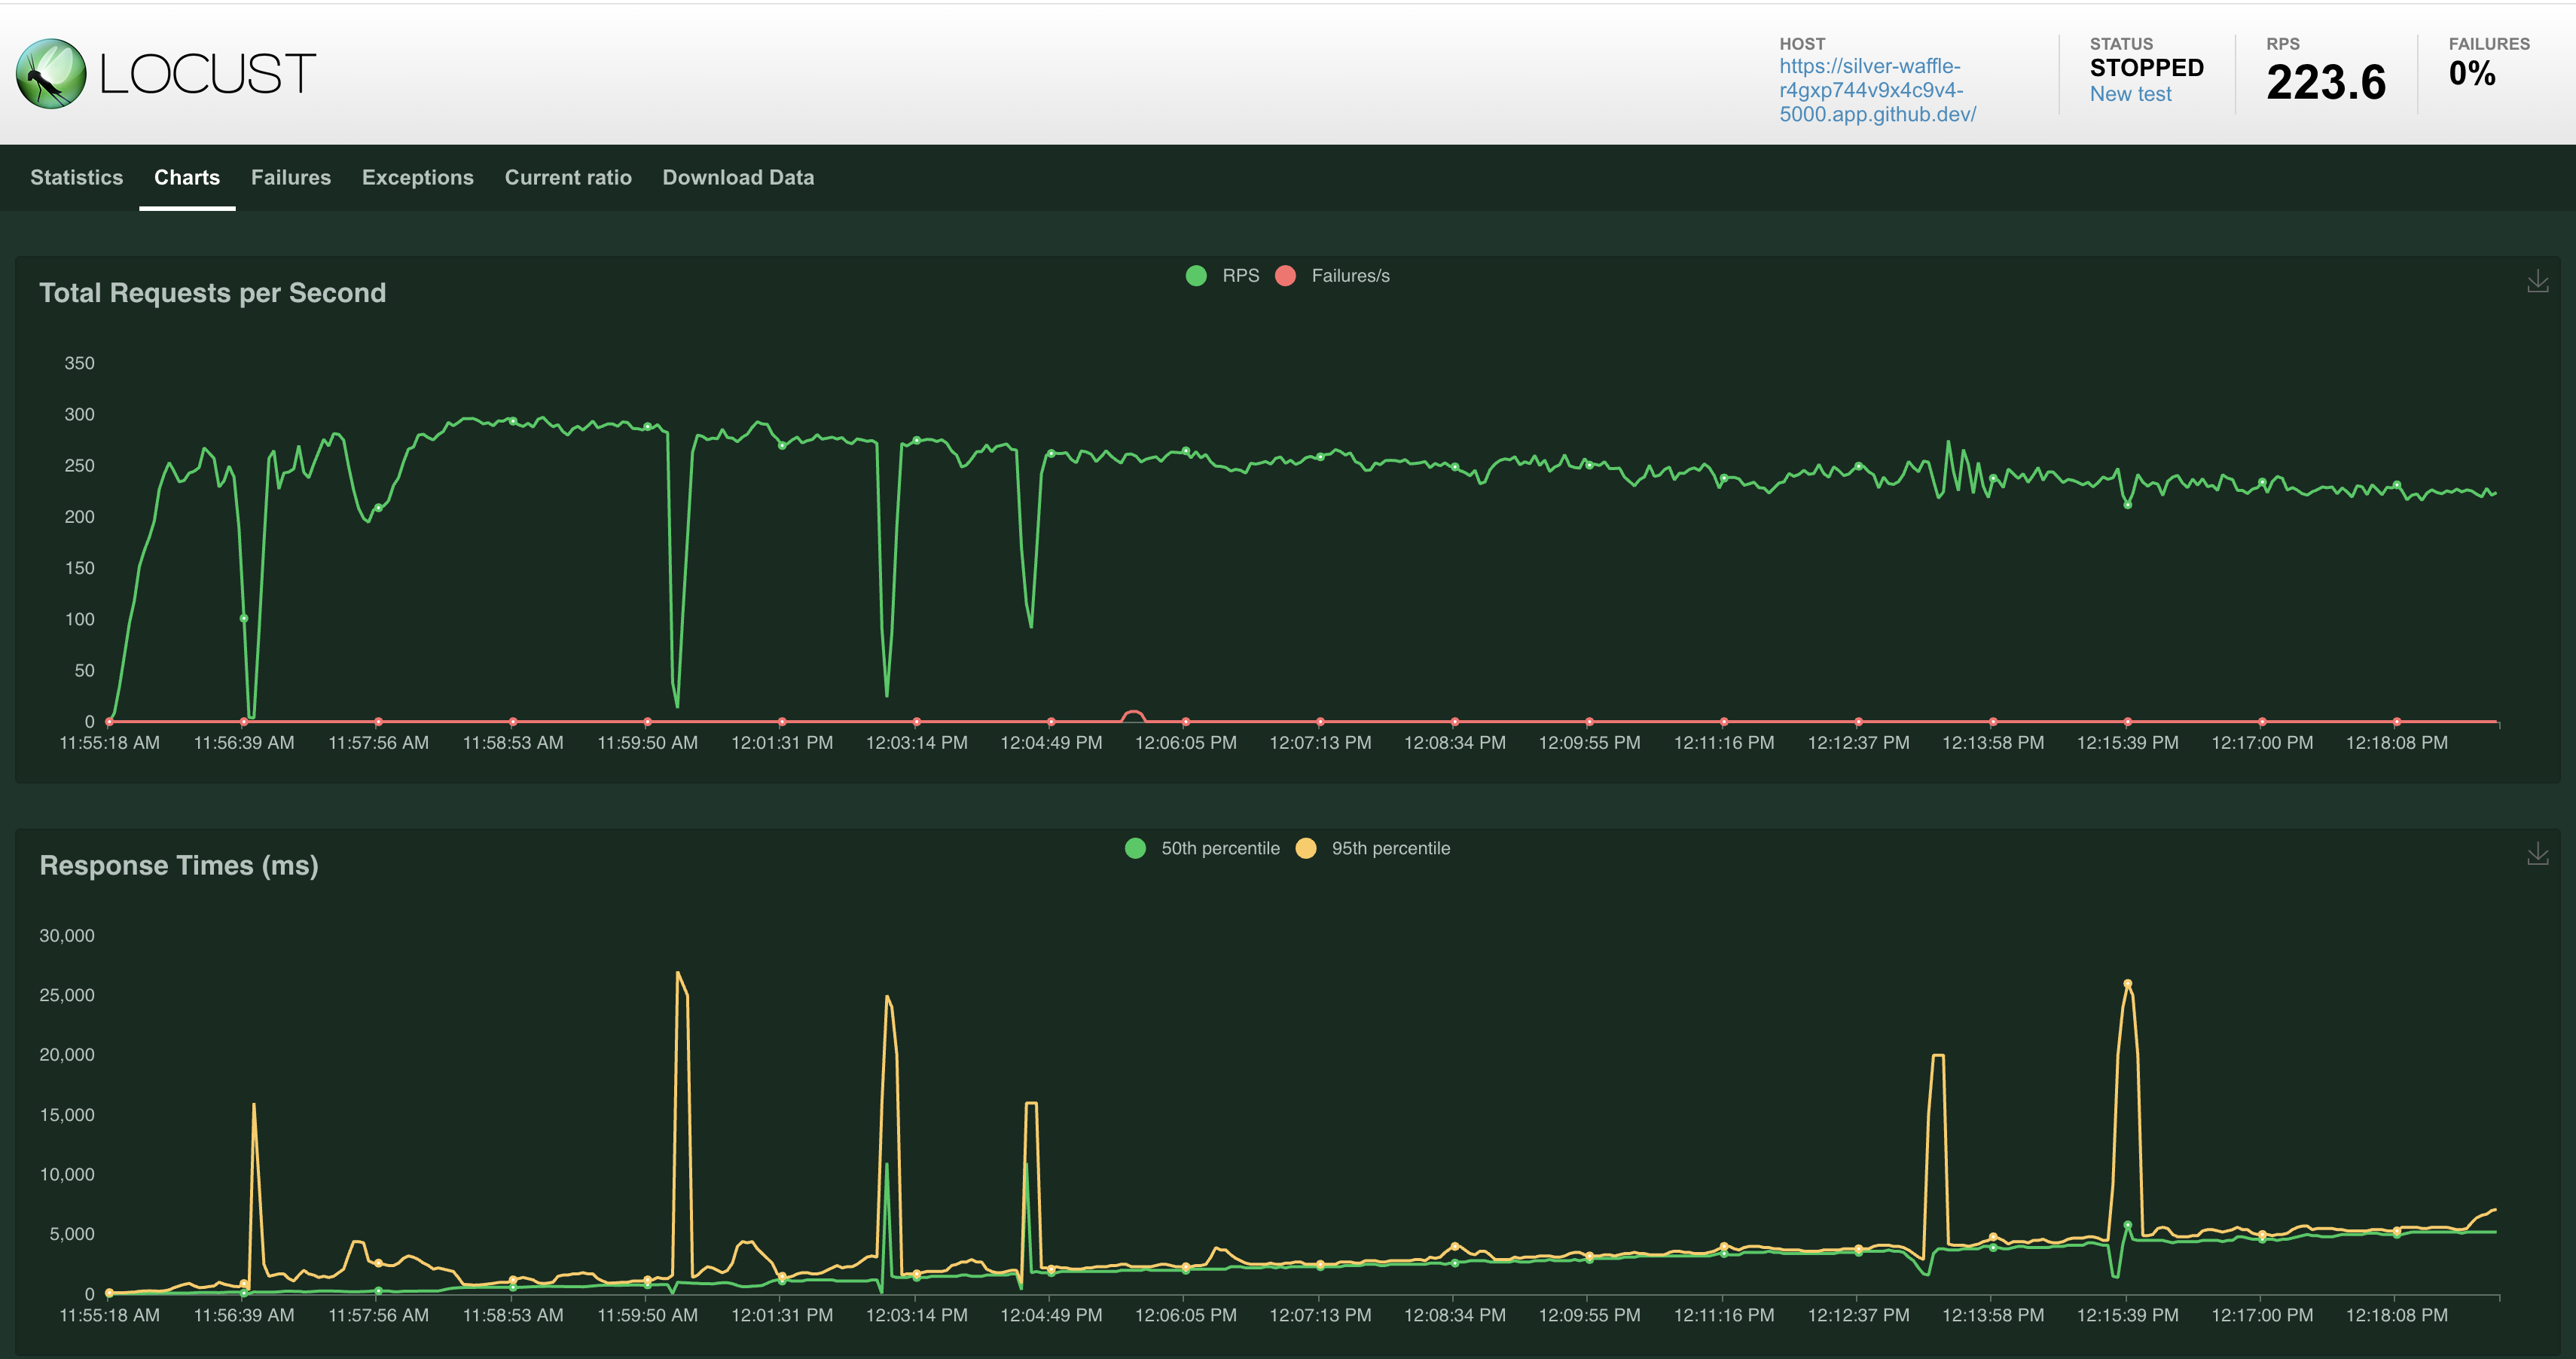 LOCUST
HOST
https://silver-waffle-
r4gxp744v9x4c9v4-
5000.app.github.dev/
STATUS
STOPPED
New test
RPS
223.6
FAILURES
0%
Statistics Charts Failures Exceptions Current ratio Download Data
RPS Failures/s
Total Requests per Second
350
300
250
200
150
100
50
0
11:55:18 AM 11:56:39 AM 11:57:56 AM 11:58:53 AM 11:59:50 AM 12:01:31 PM 12:03:14 PM 12:04:49 PM 12:06:05 PM 12:07:13 PM 12:08:34 PM 12:09:55 PM 12:11:16 PM 12:12:37 PM 12:13:58 PM 12:15:39 PM 12:17:00 PM 12:18:08 PM
50th percentile 95th percentile
Response Times (ms)
30,000
25,000
20,000
15,000
10,000
5,000
0
11:55:18 AM 11:56:39 AM 11:57:56 AM 11:58:53 AM 11:59:50 AM 12:01:31 PM 12:03:14 PM 12:04:49 PM 12:06:05 PM 12:07:13 PM 12:08:34 PM 12:09:55 PM 12:11:16 PM 12:12:37 PM 12:13:58 PM 12:15:39 PM 12:17:00 PM 12:18:08 PM